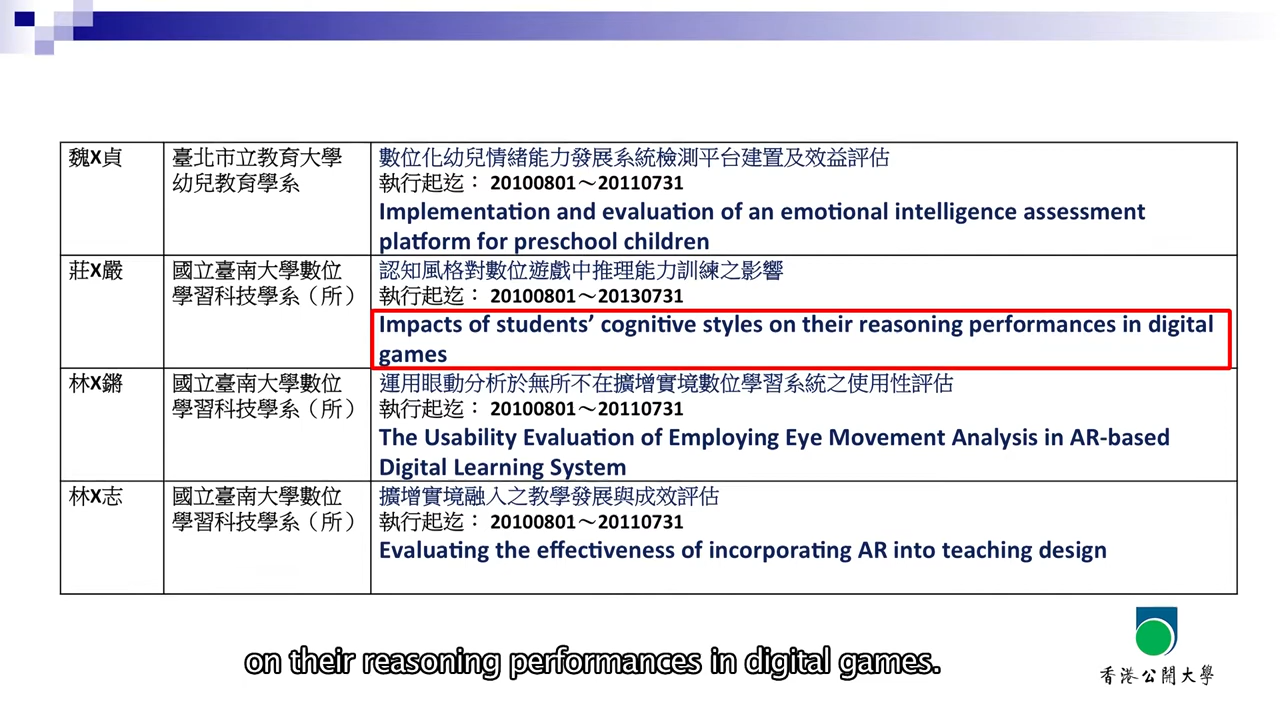 魏X貞
臺北市立教育大學
幼兒教育學系
數位化幼兒情緒能力發展系統檢測平台建置及效益評估
執行起迄： 20100801～20110731
Implementation and evaluation of an emotional intelligence assessment
platform for preschool children
莊X嚴
國立臺南大學數位
學習科技學系（所）
認知風格對數位遊戲中推理能力訓練之影響
執行起迄： 20100801～20130731
Impacts of students’ cognitive styles on their reasoning performances in digital
games
林X鏘
國立臺南大學數位
學習科技學系（所）
運用眼動分析於無所不在擴增實境數位學習系統之使用性評估
執行起迄： 20100801～20110731
The Usability Evaluation of Employing Eye Movement Analysis in AR-based
Digital Learning System
林X志
國立臺南大學數位
學習科技學系（所）
擴增實境融入之教學發展與成效評估
執行起迄： 20100801～20110731
Evaluating the effectiveness of incorporating AR into teaching design
on their reasoning performances in digital games.
香港公開大學